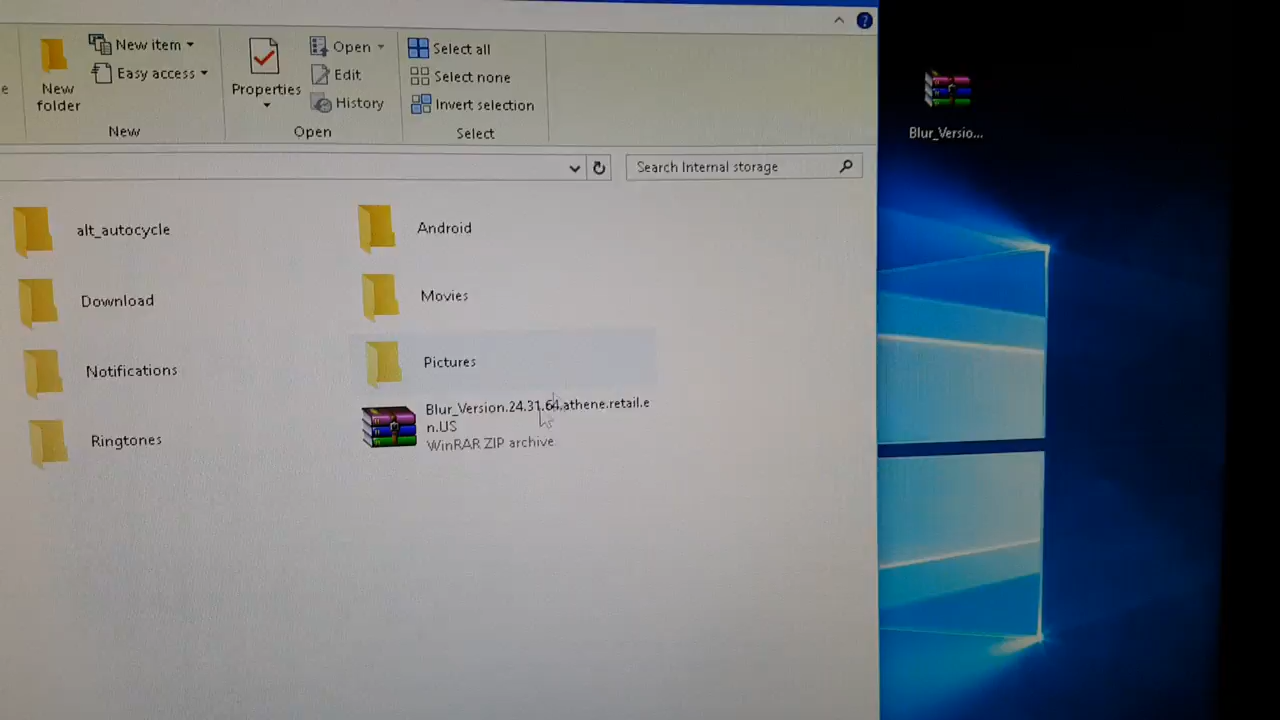 New item
Easy access
New
folder
New
Properties
Open
Edit
History
Open
Select all
Select none
Invert selection
Select
Search Internal storage
alt_autocycle
Android
Download
Movies
Notifications
Pictures
Ringtones
Blur_Version.24.31.64.athene.retail.e
n.US
WinRAR ZIP archive
Blur_Versio...